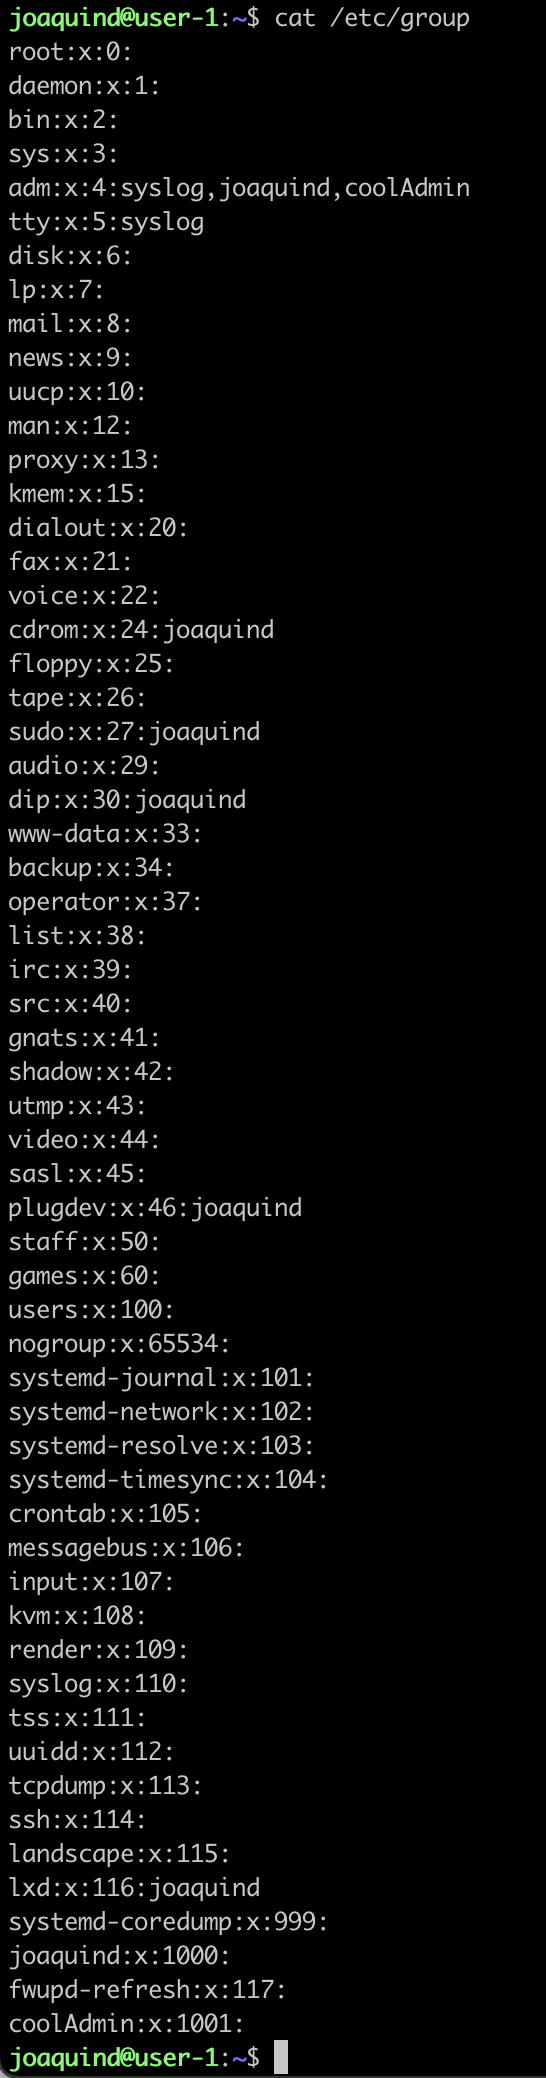 joaquind@user-1:~$ cat /etc/group
root:x:0:
daemon:x:1:
bin:x:2:
sys:x:3:
adm:x:4:syslog,joaquind,coolAdmin
tty:x:5:syslog
disk:x:6:
lp:x:7:
mail:x:8:
news:x:9:
uucp:x:10:
man:x:12:
proxy:x:13:
kmem:x:15:
dialout:x:20:
fax:x:21:
voice:x:22:
cdrom:x:24:joaquind
floppy:x:25:
tape:x:26:
sudo:x:27:joaquind
audio:x:29:
dip:x:30:joaquind
www-data:x:33:
backup:x:34:
operator:x:37:
list:x:38:
irc:x:39:
src:x:40:
gnats:x:41:
shadow:x:42:
utmp:x:43:
video:x:44:
sasl:x:45:
plugdev:x:46:joaquind
staff:x:50:
games:x:60:
users:x:100:
nogroup:x:65534:
systemd-journal:x:101:
systemd-network:x:102:
systemd-resolve:x:103:
systemd-timesync:x:104:
crontab:x:105:
messagebus:x:106:
input:x:107:
kvm:x:108:
render:x:109:
syslog:x:110:
tss:x:111:
uuidd:x:112:
tcpdump:x:113:
ssh:x:114:
landscape:x:115:
lxd:x:116:joaquind
systemd-coredump:x:999:
joaquind:x:1000:
fwupd-refresh:x:117:
coolAdmin:x:1001:
joaquind@user-1:~$